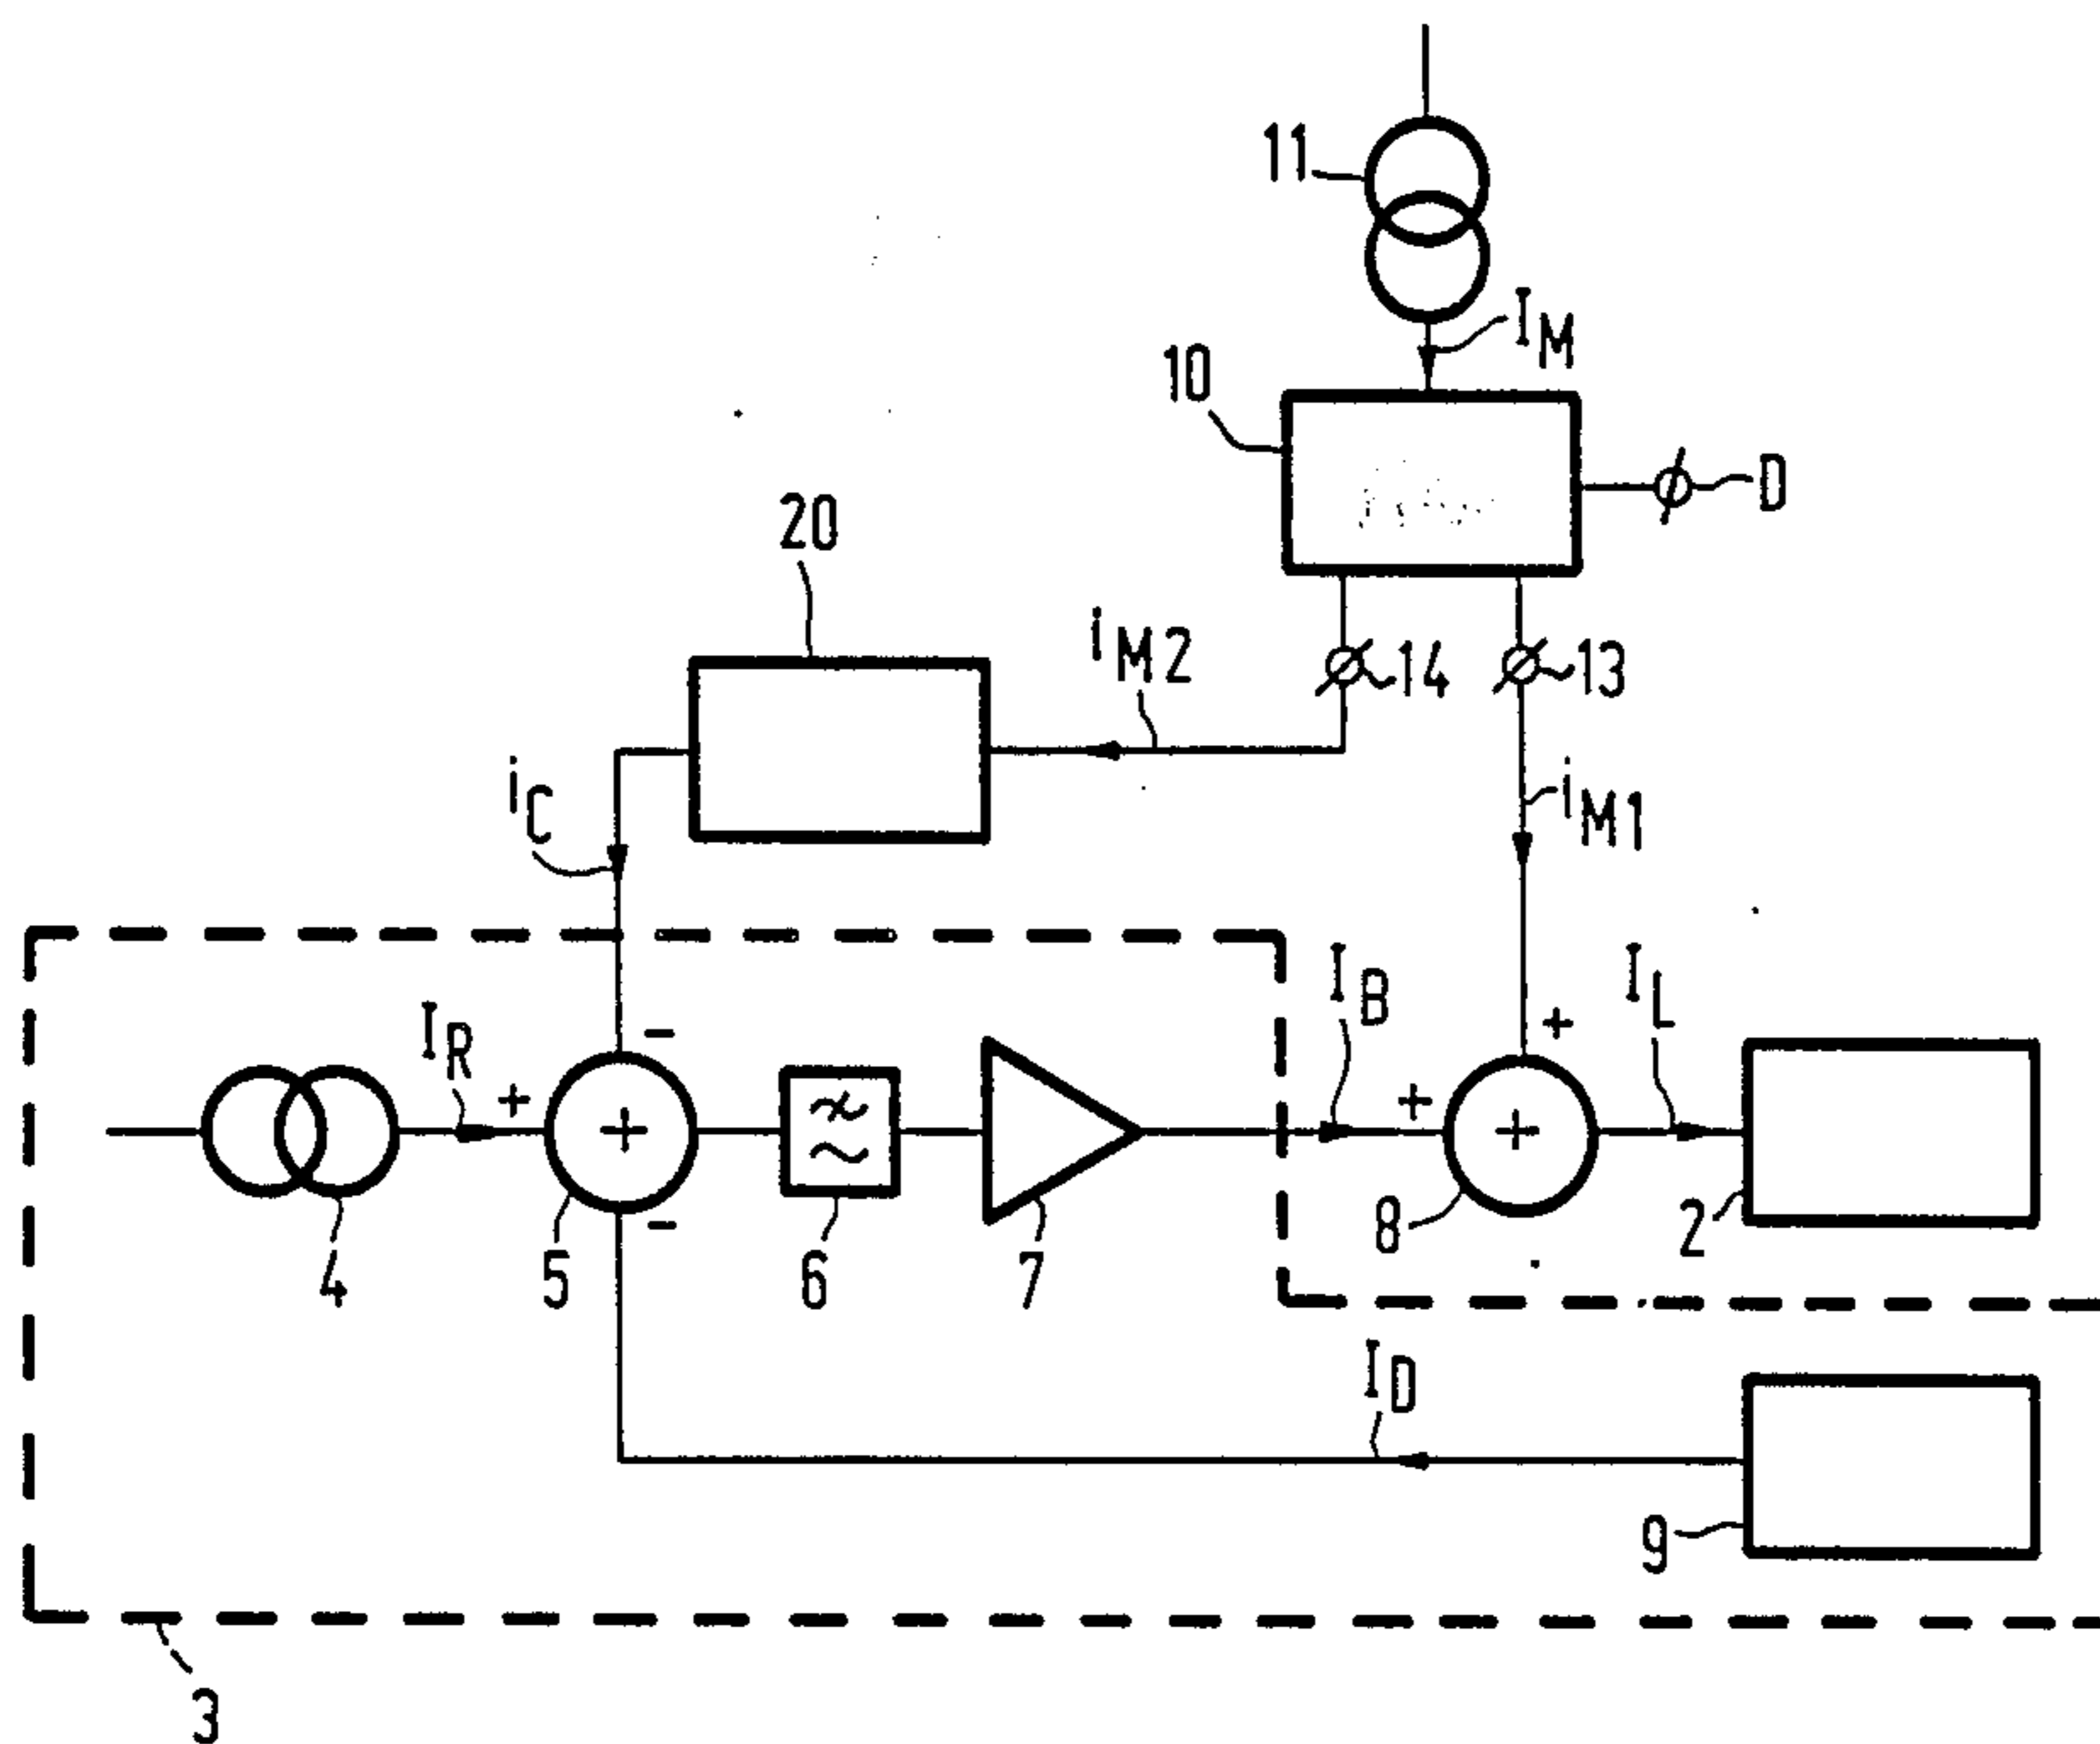 11
I_M
10
D
20
i_M2
14
13
i_C
i_M1
I_R
I_B
I_L
+
-
+
+
+
+
4
5
-
6
7
8
2
I_D
9
3